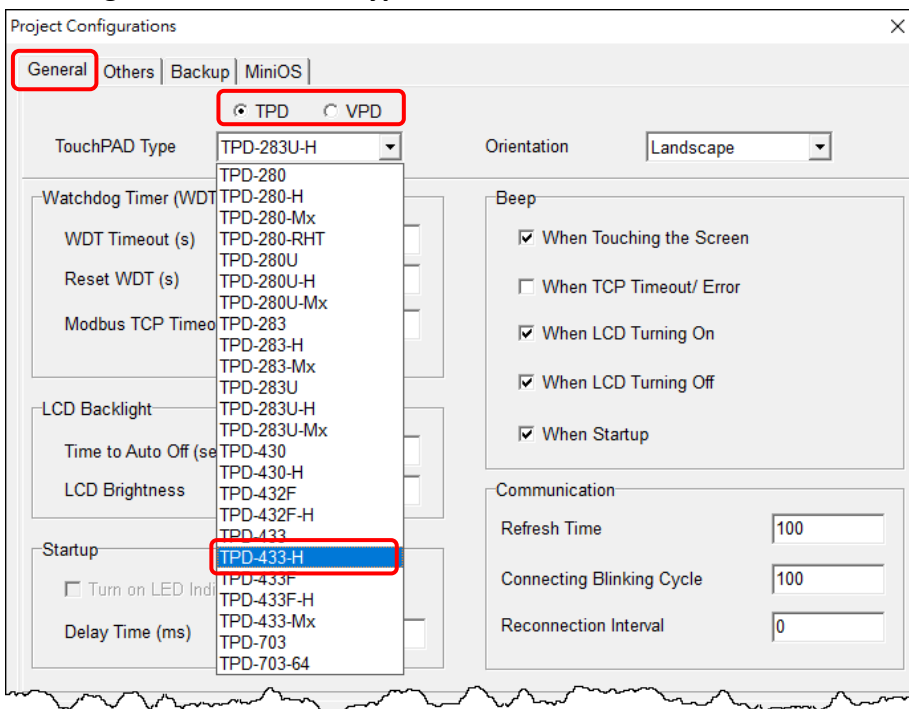 Project Configurations
General Others Backup MiniOS
TPD VPD
TouchPAD Type TPD-283U-H Orientation Landscape
TPD-280
TPD-280-H
TPD-280-Mx
TPD-280-RHT
TPD-280U
TPD-280U-H
TPD-280U-Mx
TPD-283
TPD-283-H
TPD-283-Mx
TPD-283U
TPD-283U-H
TPD-283U-Mx
TPD-430
TPD-430-H
TPD-432F
TPD-432F-H
TPD-433
TPD-433-H
TPD-433F
TPD-433F-H
TPD-433-Mx
TPD-703
TPD-703-64
Watchdog Timer (WDT
WDT Timeout (s)
Reset WDT (s)
Modbus TCP Timeo
LCD Backlight
Time to Auto Off (se
LCD Brightness
Startup
Turn on LED Indi
Delay Time (ms)
Beep
When Touching the Screen
When TCP Timeout/ Error
When LCD Turning On
When LCD Turning Off
When Startup
Communication
Refresh Time 100
Connecting Blinking Cycle 100
Reconnection Interval 0